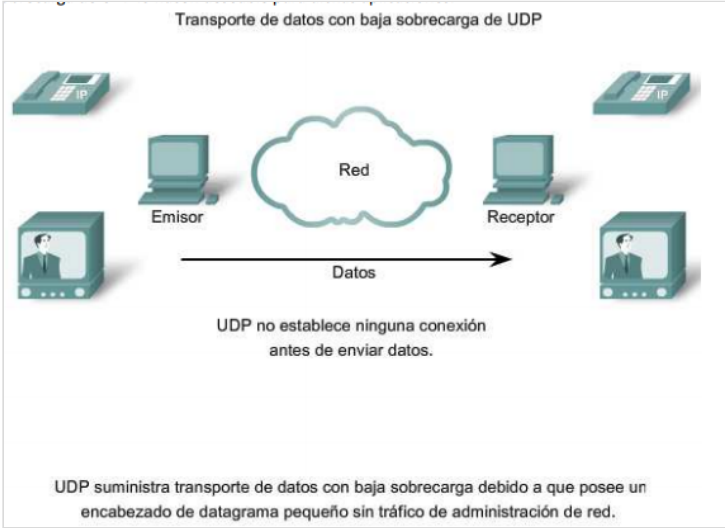 Transporte de datos con baja sobrecarga de UDP
IP
IP
Red
Emisor
Receptor
Datos
UDP no establece ninguna conexión
antes de enviar datos.
UDP suministra transporte de datos con baja sobrecarga debido a que posee un
encabezado de datagrama pequeño sin tráfico de administración de red.